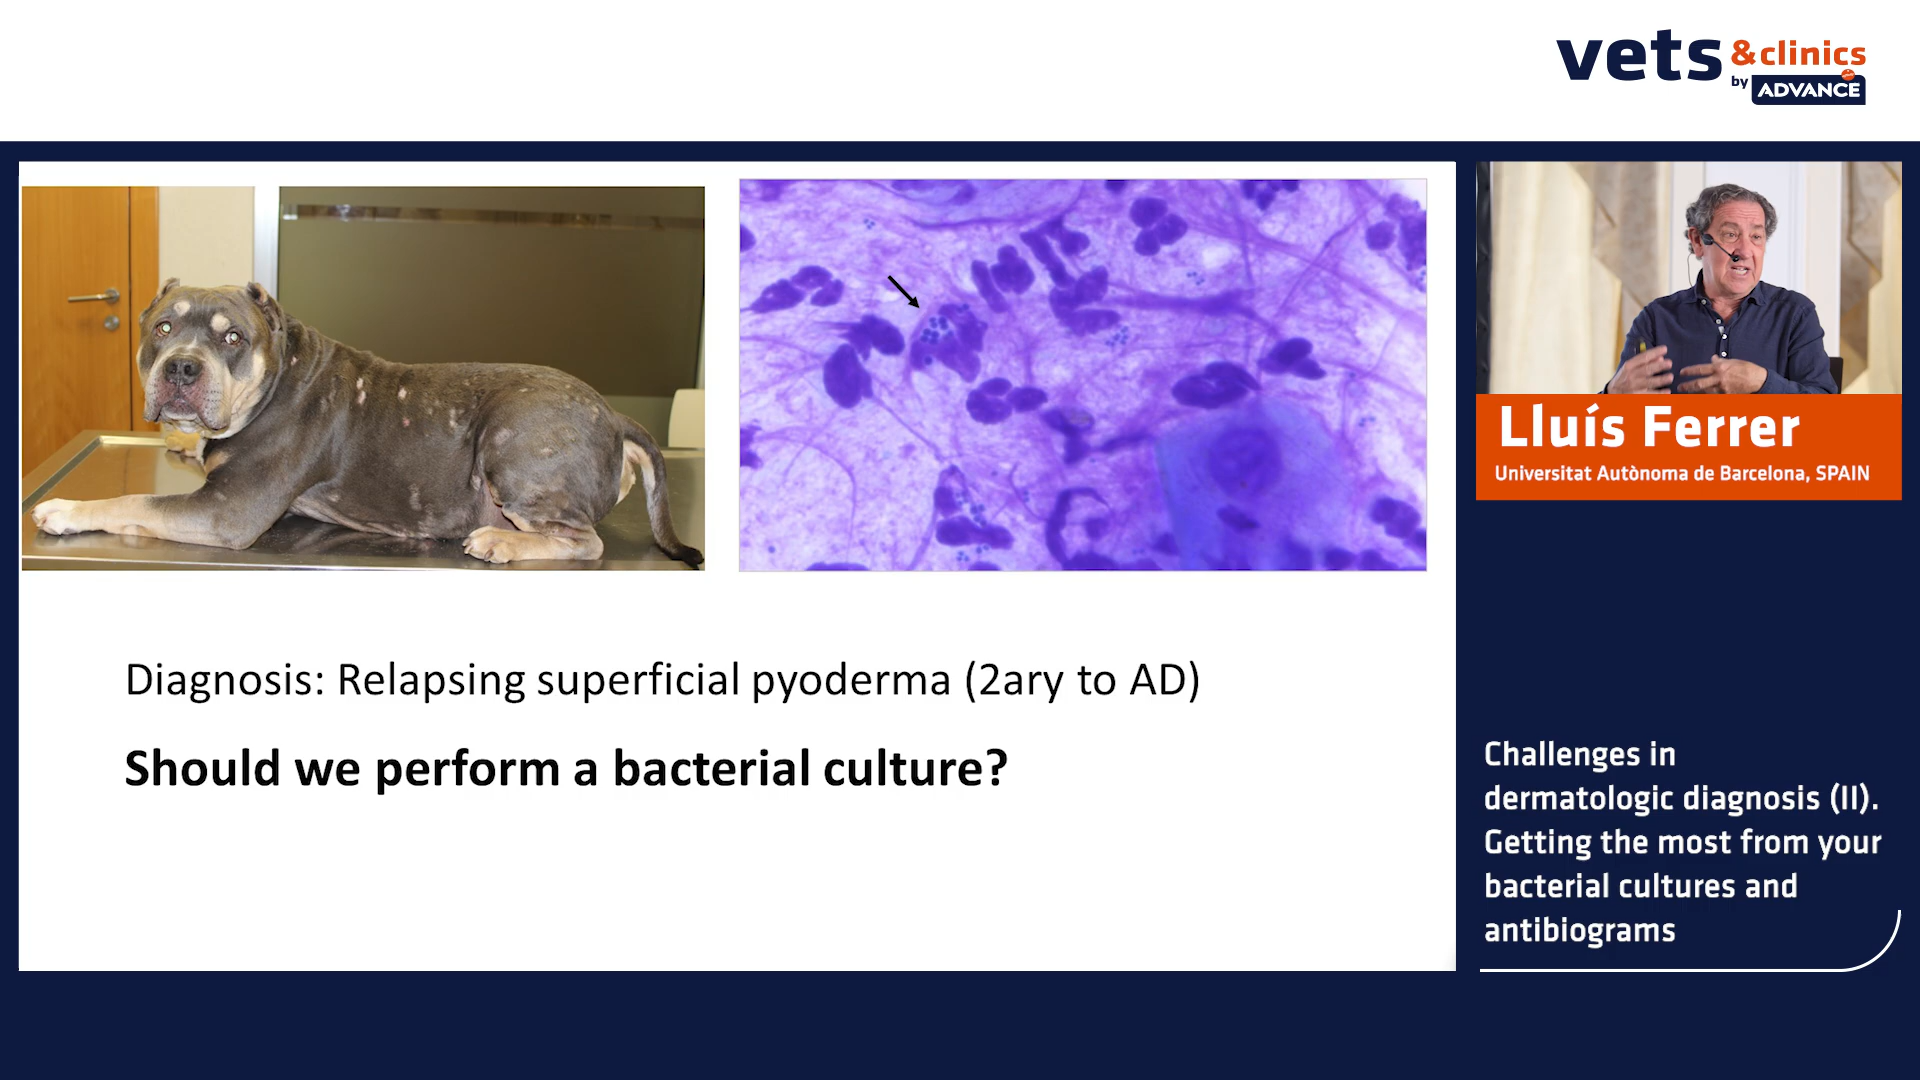 vets & clinics
by ADVANCE
Lluís Ferrer
Universitat Autònoma de Barcelona, SPAIN
Diagnosis: Relapsing superficial pyoderma (2ary to AD)
Should we perform a bacterial culture?
Challenges in
dermatologic diagnosis (II).
Getting the most from your
bacterial cultures and
antibiograms